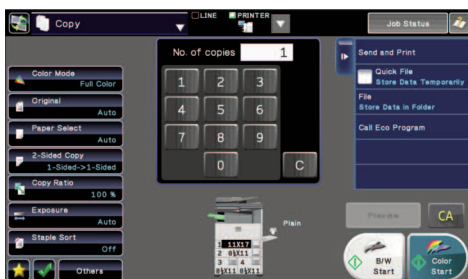 Copy
LINE
PRINTER
Job Status
No. of copies 1
Send and Print
Quick File
Store Data Temporarily
File
Store Data in Folder
Call Eco Program
Color Mode
Full Color
Original
Auto
Paper Select
Auto
2-Sided Copy
1-Sided->1-Sided
Copy Ratio
100 %
Exposure
Auto
Staple Sort
Off
Others
1 2 3
4 5 6
7 8 9
0 C
Plain
1 11X17
2 8½X11
3 4
8½X11 8½X11
Preview
CA
B/W
Start
Color
Start